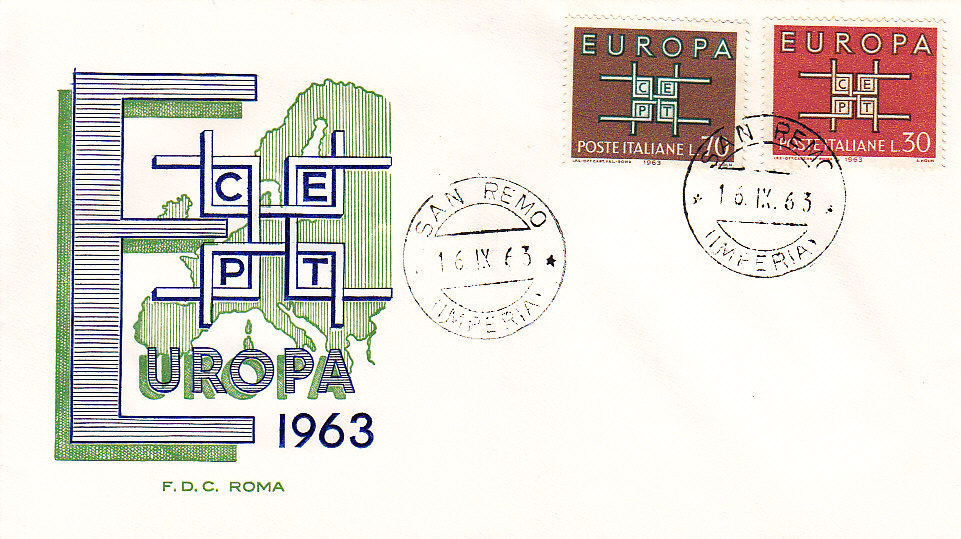 EUROPA
C E
P T
POSTE ITALIANE L. 70
1963
EUROPA
C E
P T
POSTE ITALIANE L. 30
1963
SAN REMO
16.IX.63
(IMPERIA)
SAN REMO
16.IX.63
(IMPERIA)
C E
P T
EUROPA
1963
F.D.C. ROMA